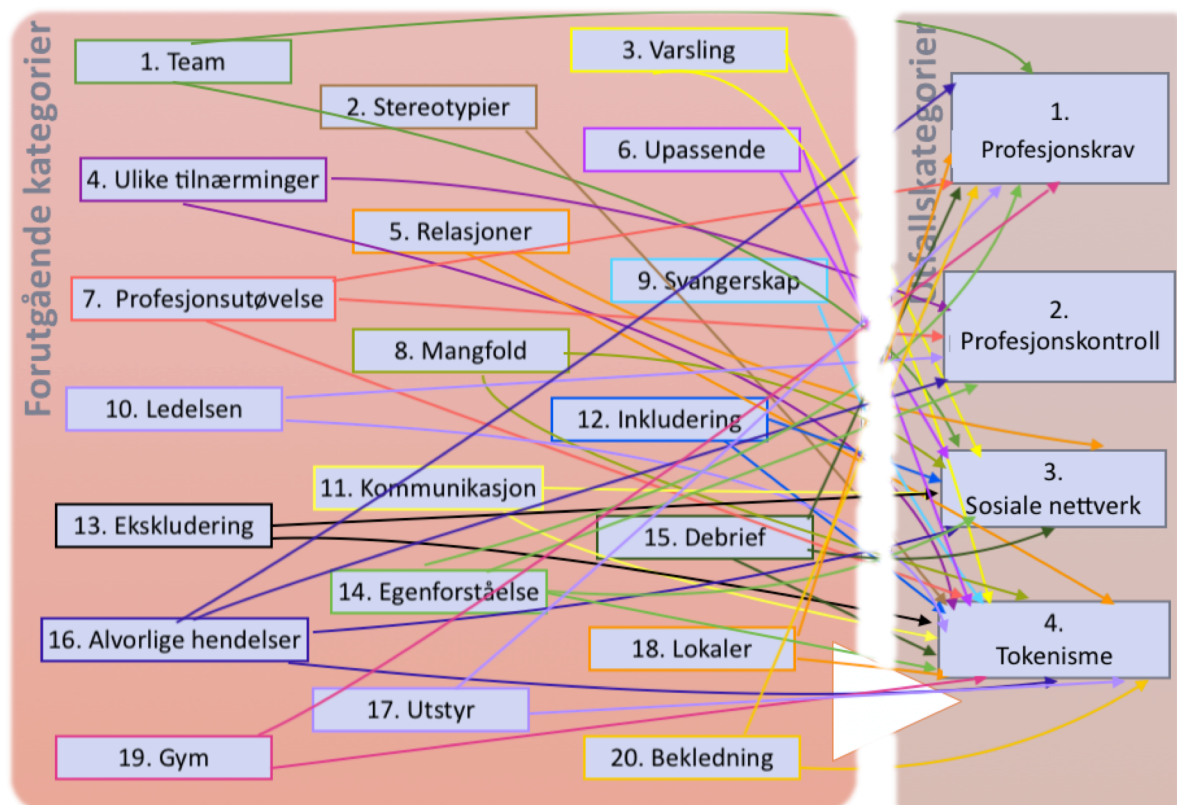 Forutgående kategorier
1. Team
2. Stereotypier
3. Varsling
4. Ulike tilnærminger
5. Relasjoner
6. Upassende
7. Profesjonsutøvelse
8. Mangfold
9. Svangerskap
10. Ledelsen
11. Kommunikasjon
12. Inkludering
13. Ekskludering
14. Egenforståelse
15. Debrief
16. Alvorlige hendelser
17. Utstyr
18. Lokaler
19. Gym
20. Bekledning
Utfallskategorier
1.
Profesjonskrav
2.
Profesjonskontroll
3.
Sosiale nettverk
4.
Tokenisme